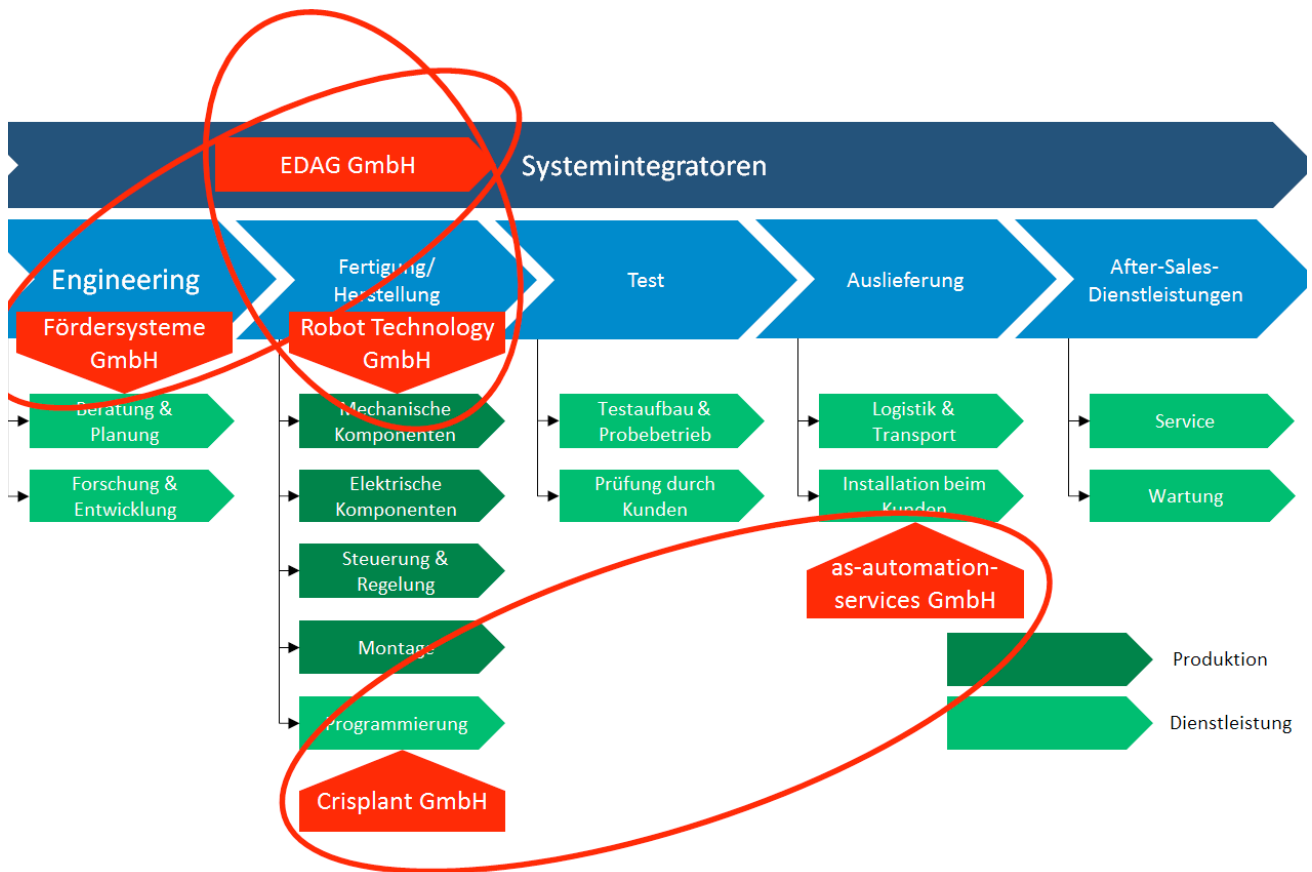 EDAG GmbH
Systemintegratoren
Engineering
Fertigung/
Herstellung
Test
Auslieferung
After-Sales-
Dienstleistungen
Fördersysteme
GmbH
Robot Technology
GmbH
Beratung &
Planung
Mechanische
Komponenten
Testaufbau &
Probebetrieb
Logistik &
Transport
Service
Forschung &
Entwicklung
Elektrische
Komponenten
Prüfung durch
Kunden
Installation beim
Kunden
Wartung
Steuerung &
Regelung
as-automation-
services GmbH
Montage
Produktion
Programmierung
Dienstleistung
Crisplant GmbH